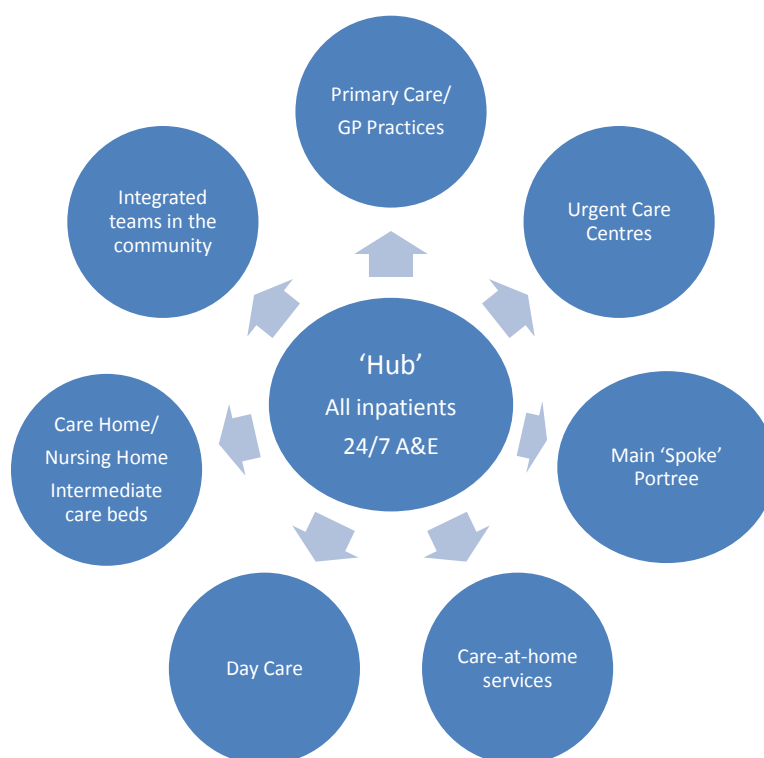 Primary Care/
GP Practices
Integrated
teams in the
community
Urgent Care
Centres
‘Hub’
All inpatients
24/7 A&E
Care Home/
Nursing Home
Intermediate
care beds
Main ‘Spoke’
Portree
Day Care
Care-at-home
services